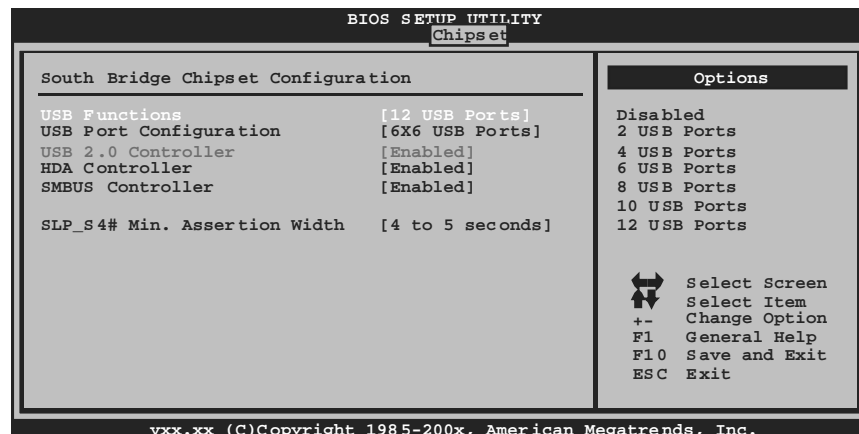 BIOS SETUP UTILITY
Chipset
South Bridge Chipset Configuration
USB Functions [12 USB Ports]
USB Port Configuration [6X6 USB Ports]
USB 2.0 Controller [Enabled]
HDA Controller [Enabled]
SMBUS Controller [Enabled]
SLP_S4# Min. Assertion Width [4 to 5 seconds]
Options
Disabled
2 USB Ports
4 USB Ports
6 USB Ports
8 USB Ports
10 USB Ports
12 USB Ports
Select Screen
Select Item
+- Change Option
F1 General Help
F10 Save and Exit
ESC Exit
vxx.xx (C)Copyright 1985-200x, American Megatrends, Inc.